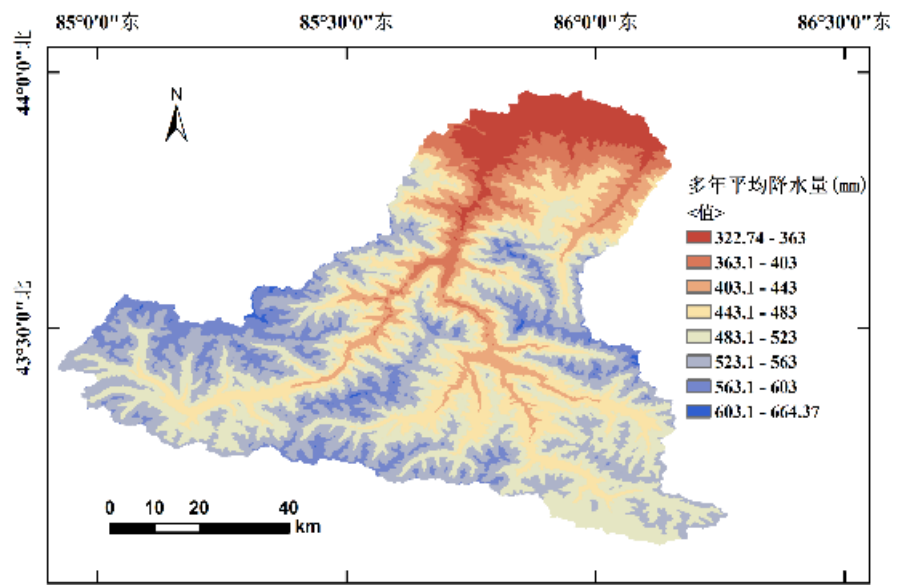 85°0'0"东 85°30'0"东 86°0'0"东 86°30'0"东
44°0'0"北
43°30'0"北
N
多年平均降水量(mm)
<值>
322.74 - 363
363.1 - 403
403.1 - 443
443.1 - 483
483.1 - 523
523.1 - 563
563.1 - 603
603.1 - 664.37
0 10 20 40
km